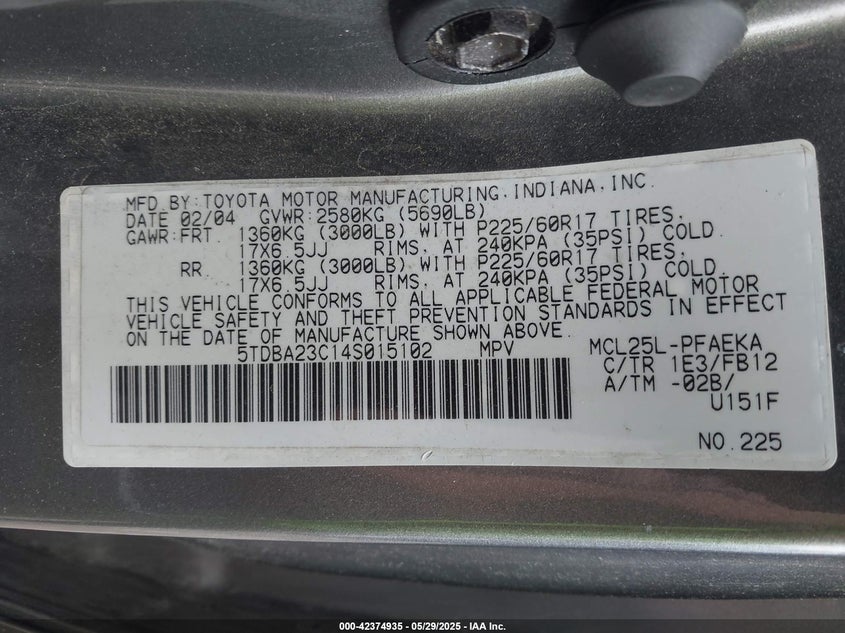 MFD.BY:TOYOTA MOTOR MANUFACTURING,INDIANA,INC.
DATE 02/04 GVWR:2580KG (5690LB)
GAWR:FRT. 1360KG (3000LB) WITH P225/60R17 TIRES,
17X6.5JJ RIMS, AT 240KPA (35PSI) COLD.
RR. 1360KG (3000LB) WITH P225/60R17 TIRES,
17X6.5JJ RIMS, AT 240KPA (35PSI) COLD.
THIS VEHICLE CONFORMS TO ALL APPLICABLE FEDERAL MOTOR
VEHICLE SAFETY AND THEFT PREVENTION STANDARDS IN EFFECT
ON THE DATE OF MANUFACTURE SHOWN ABOVE.
5TDBA23C14S015102 MPV MCL25L-PFAEKA
C/TR 1E3/FB12
A/TM -02B/
U151F
NO.225
000-42374935 - 05/29/2025 - IAA Inc.